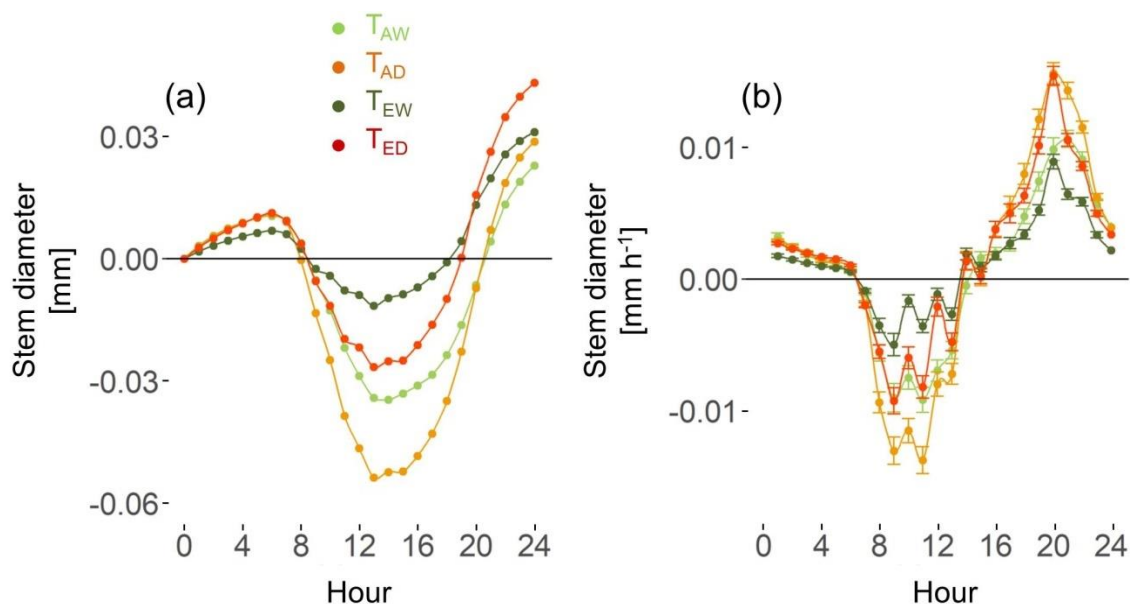 T_AW
T_AD
T_EW
T_ED
(a)
0.03
0.00
-0.03
-0.06
Stem diameter
[mm]
0 4 8 12 16 20 24
Hour
(b)
0.01
0.00
-0.01
Stem diameter
[mm h⁻¹]
0 4 8 12 16 20 24
Hour